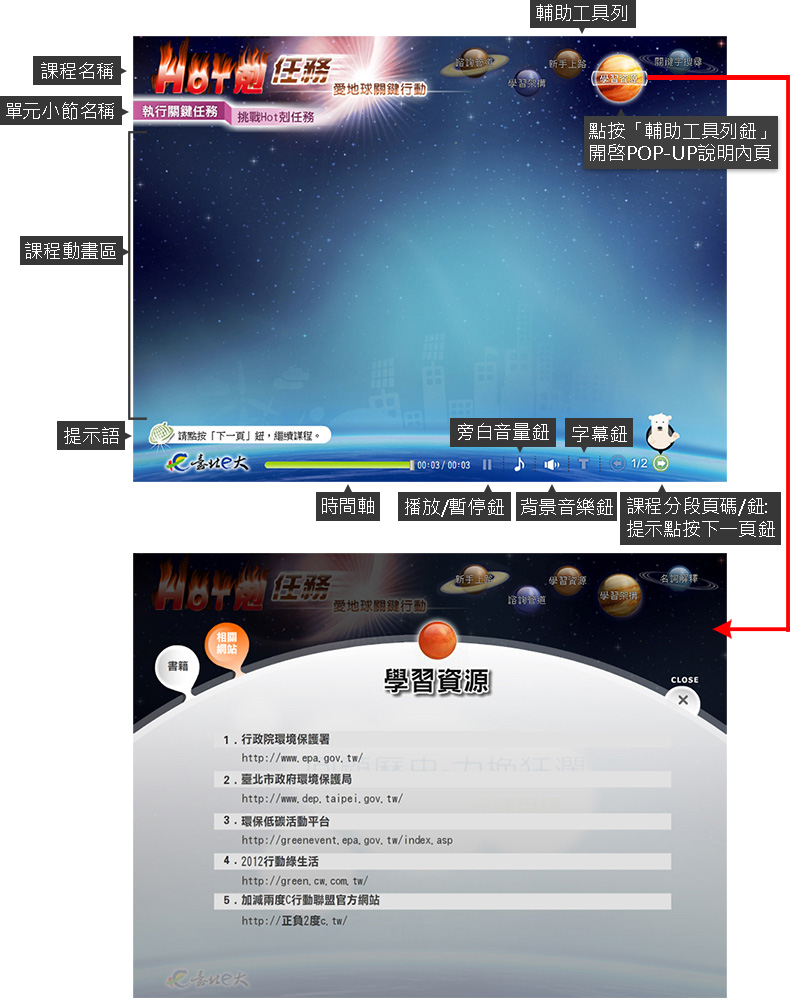 輔助工具列
課程名稱
Hot剋任務
愛地球關鍵行動
諮詢管道
學習架構
新手上路
學習資源
關鍵字搜尋
單元小節名稱
執行關鍵任務
挑戰Hot剋任務
點按「輔助工具列鈕」
開啓POP-UP說明內頁
課程動畫區
提示語
請點按「下一頁」鈕，繼續課程。
旁白音量鈕
字幕鈕
臺北e大
00:03/00:03
T
1/2
時間軸
播放/暫停鈕
背景音樂鈕
課程分段頁碼/鈕:
提示點按下一頁鈕
Hot剋任務
愛地球關鍵行動
新手上路
諮詢管道
學習資源
學習架構
名詞解釋
書籍
相關
網站
學習資源
CLOSE
1．行政院環境保護署
http://www.epa.gov.tw/
2．臺北市政府環境保護局
http://www.dep.taipei.gov.tw/
3．環保低碳活動平台
http://greenevent.epa.gov.tw/index.asp
4．2012行動綠生活
http://green.cw.com.tw/
5．加減兩度C行動聯盟官方網站
http://正負2度c.tw/
臺北e大